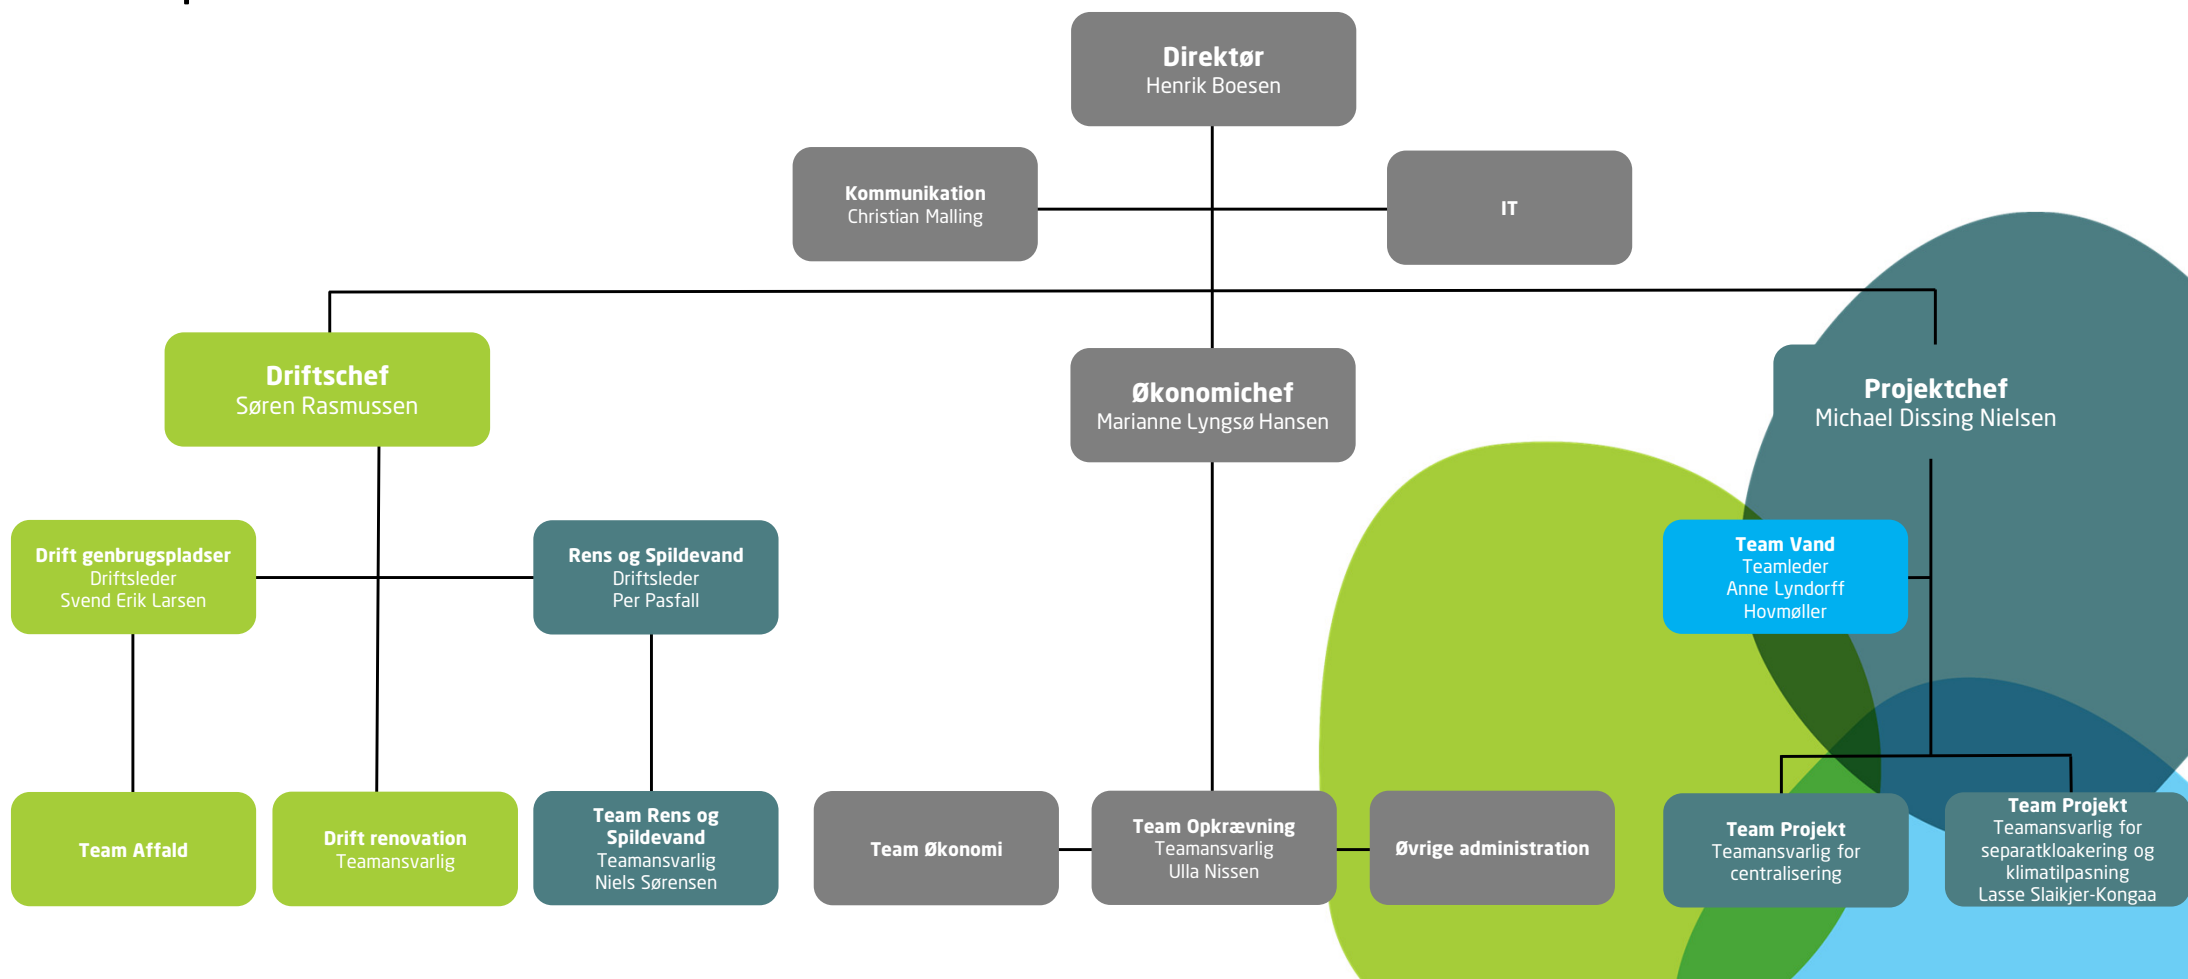 Direktør
Henrik Boesen
Kommunikation
Christian Malling
IT
Driftschef
Søren Rasmussen
Økonomichef
Marianne Lyngsø Hansen
Projektchef
Michael Dissing Nielsen
Drift genbrugspladser
Driftsleder
Svend Erik Larsen
Rens og Spildevand
Driftsleder
Per Pasfall
Team Vand
Teamleder
Anne Lyndorff
Hovmøller
Team Affald
Drift renovation
Teamansvarlig
Team Rens og
Spildevand
Teamansvarlig
Niels Sørensen
Team Økonomi
Team Opkrævning
Teamansvarlig
Ulla Nissen
Øvrige administration
Team Projekt
Teamansvarlig for
centralisering
Team Projekt
Teamansvarlig for
separatkloakering og
klimatilpasning
Lasse Slaikjer-Kongaa